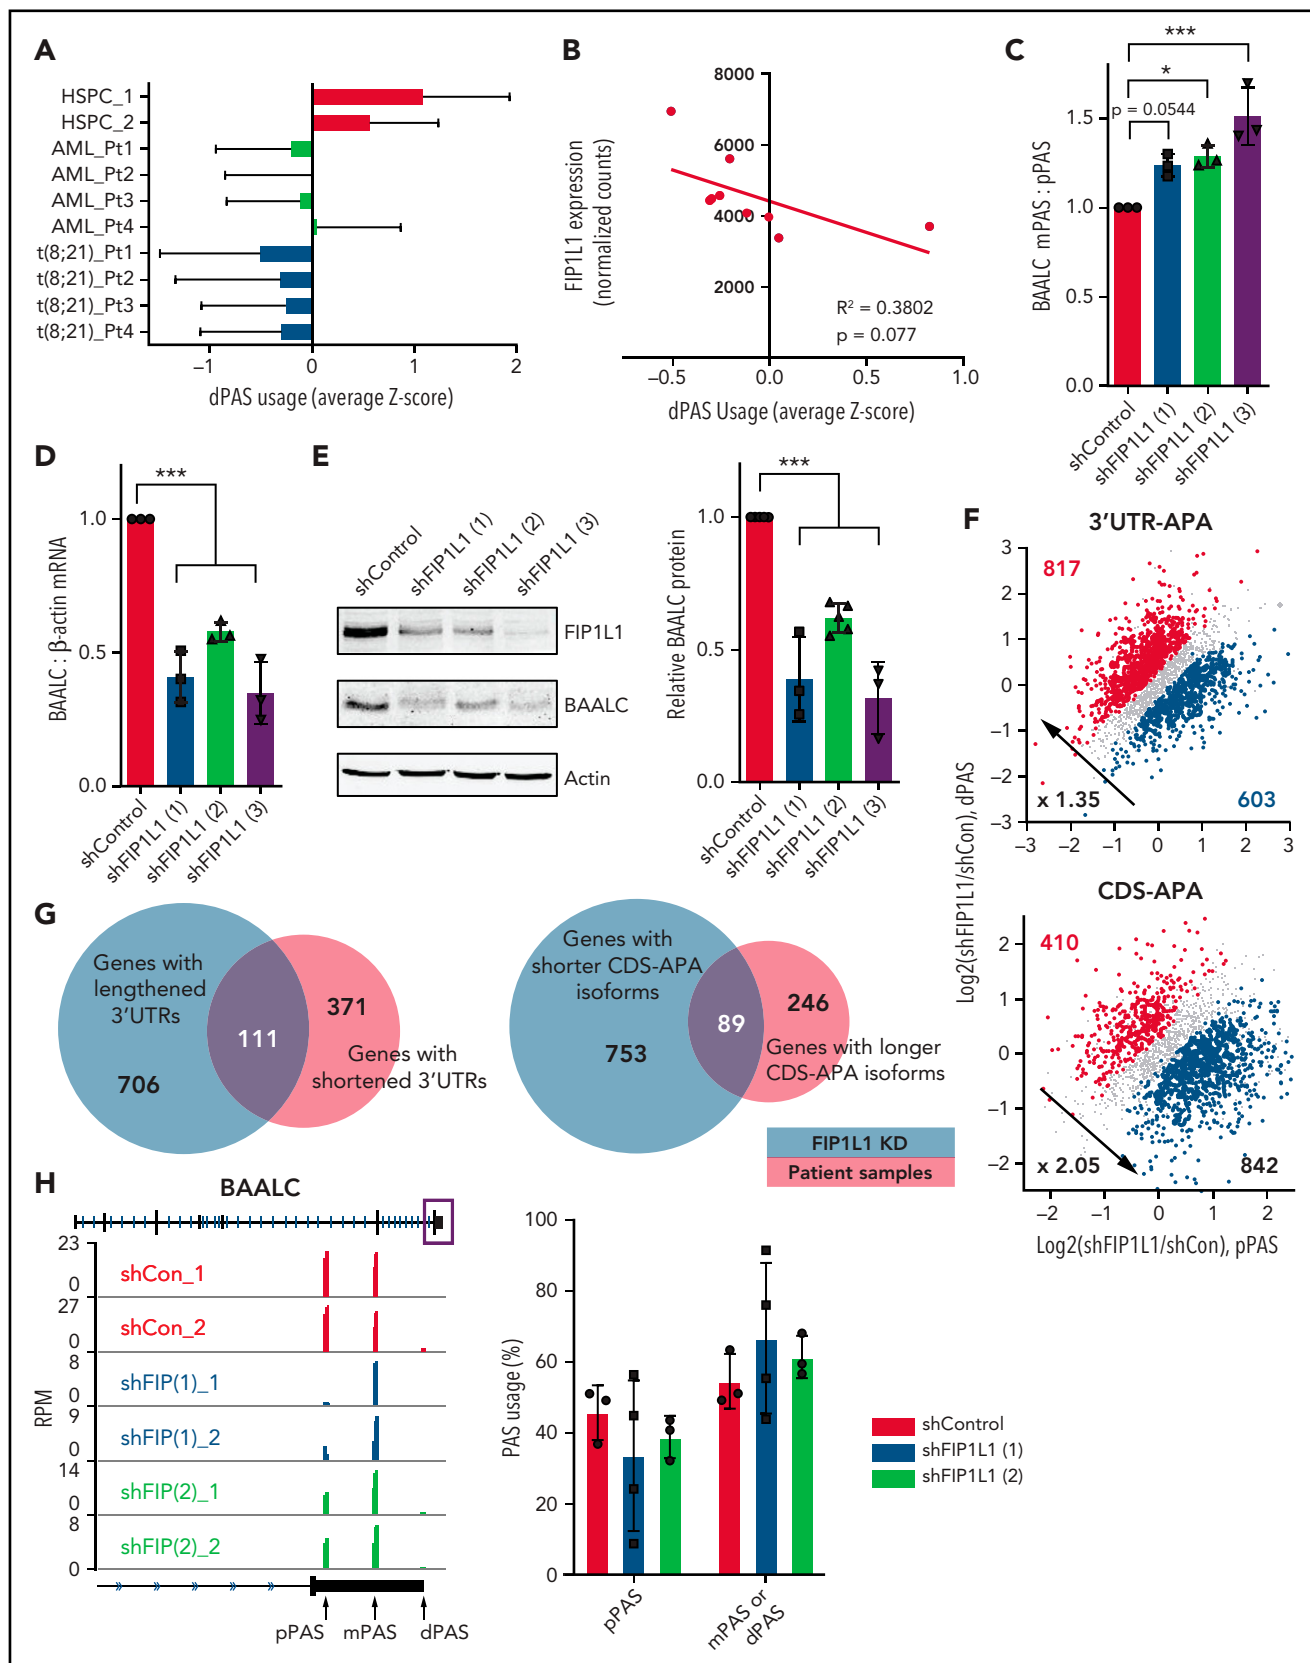 A
HSPC_1
HSPC_2
AML_Pt1
AML_Pt2
AML_Pt3
AML_Pt4
t(8;21)_Pt1
t(8;21)_Pt2
t(8;21)_Pt3
t(8;21)_Pt4
–1
0
1
2
dPAS usage (average Z-score)
B
FIP1L1 expression
(normalized counts)
8000
6000
4000
2000
R² = 0.3802
p = 0.077
–0.5
0.0
0.5
1.0
dPAS Usage (average Z-score)
C
BAALC mPAS : pPAS
***
*
p = 0.0544
1.5
1.0
0.5
0.0
shControl
shFIP1L1 (1)
shFIP1L1 (2)
shFIP1L1 (3)
D
BAALC : β-actin mRNA
***
1.0
0.5
0.0
shControl
shFIP1L1 (1)
shFIP1L1 (2)
shFIP1L1 (3)
E
shControl
shFIP1L1 (1)
shFIP1L1 (2)
shFIP1L1 (3)
FIP1L1
BAALC
Actin
Relative BAALC protein
***
1.0
0.5
0.0
shControl
shFIP1L1 (1)
shFIP1L1 (2)
shFIP1L1 (3)
F
3’UTR-APA
817
3
2
1
0
–1
–2
–3
x 1.35
603
–3
–2
–1
0
1
2
3
Log2(shFIP1L1/shCon), dPAS
CDS-APA
410
2
1
0
–1
–2
x 2.05
842
–2
–1
0
1
2
Log2(shFIP1L1/shCon), pPAS
G
Genes with
lengthened
3’UTRs
706
111
371
Genes with
shortened 3’UTRs
Genes with
shorter CDS-APA
isoforms
753
89
246
Genes with longer
CDS-APA isoforms
FIP1L1 KD
Patient samples
H
BAALC
RPM
23
0
shCon_1
27
0
shCon_2
8
0
shFIP(1)_1
9
0
shFIP(1)_2
14
0
shFIP(2)_1
8
0
shFIP(2)_2
pPAS
mPAS
dPAS
PAS usage (%)
100
80
60
40
20
0
pPAS
mPAS or
dPAS
shControl
shFIP1L1 (1)
shFIP1L1 (2)